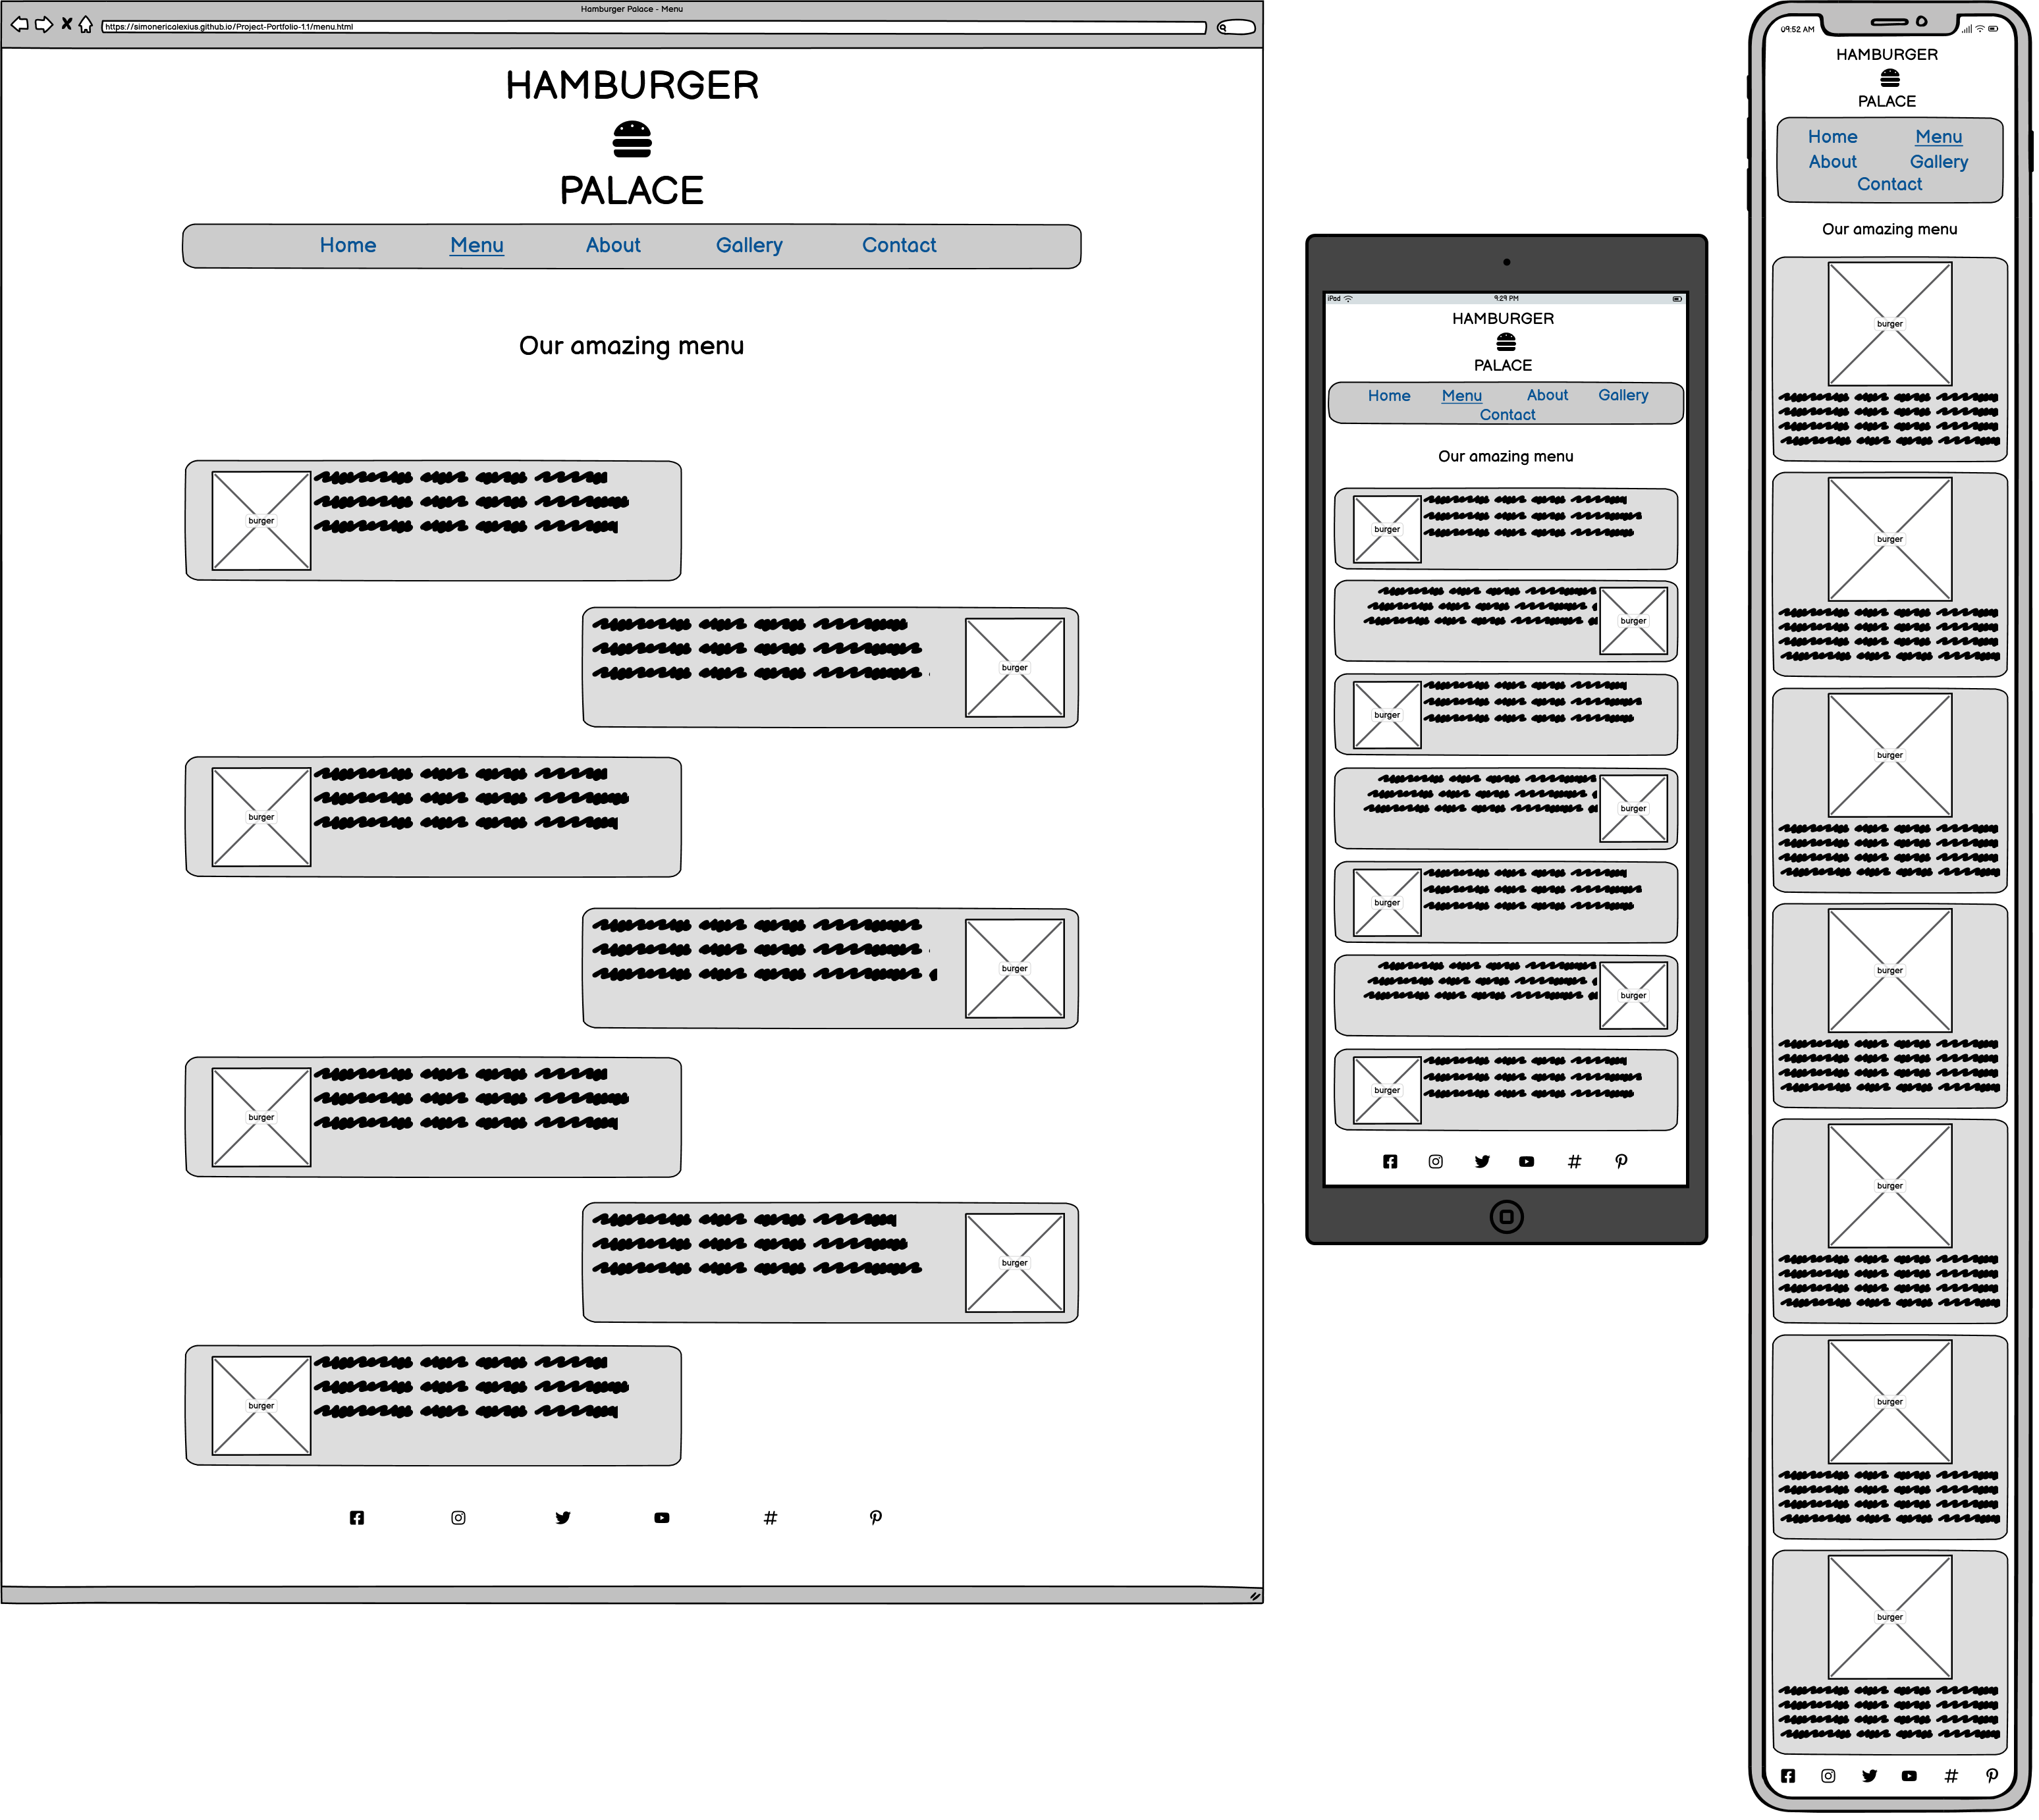 Hamburger Palace - Menu
https://simonericalexius.github.io/Project-Portfolio-1.1/menu.html
HAMBURGER
PALACE
Home Menu About Gallery Contact
Our amazing menu
burger
burger
burger
burger
burger
burger
burger
iPad 9:29 PM
HAMBURGER
PALACE
Home Menu About Gallery
Contact
Our amazing menu
burger
burger
burger
burger
burger
burger
burger
09:52 AM
HAMBURGER
PALACE
Home Menu
About Gallery
Contact
Our amazing menu
burger
burger
burger
burger
burger
burger
burger